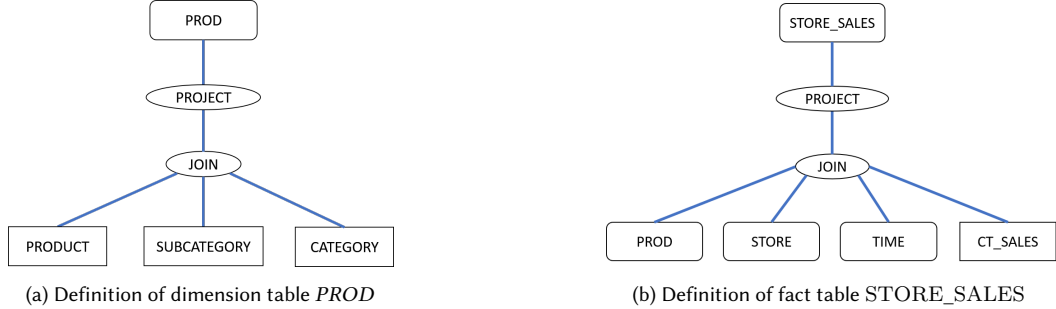 PROD
PROJECT
JOIN
PRODUCT SUBCATEGORY CATEGORY
(a) Definition of dimension table PROD
STORE_SALES
PROJECT
JOIN
PROD STORE TIME CT_SALES
(b) Definition of fact table STORE_SALES